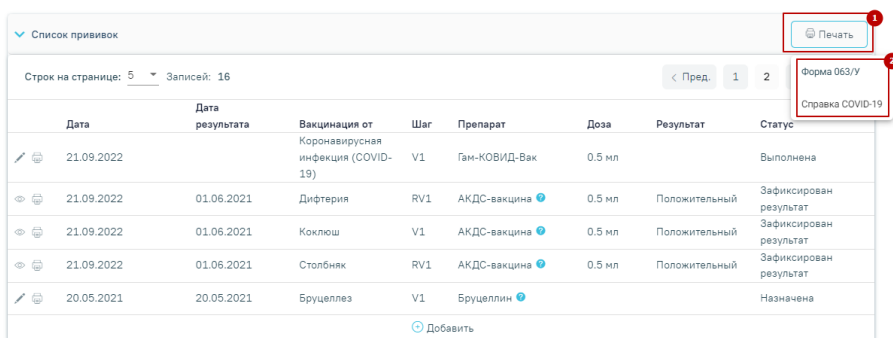 Список прививок
Печать
1
Строк на странице: 5 Записей: 16
Пред. 1 2
Форма 063/У
2
Справка COVID-19
Дата Дата результата Вакцинация от Шаг Препарат Доза Результат Статус
21.09.2022 Коронавирусная инфекция (COVID-19) V1 Гам-КОВИД-Вак 0.5 мл Выполнена
21.09.2022 01.06.2021 Дифтерия RV1 АКДС-вакцина ? 0.5 мл Положительный Зафиксирован результат
21.09.2022 01.06.2021 Коклюш V1 АКДС-вакцина ? 0.5 мл Положительный Зафиксирован результат
21.09.2022 01.06.2021 Столбняк RV1 АКДС-вакцина ? 0.5 мл Положительный Зафиксирован результат
20.05.2021 20.05.2021 Бруцеллез V1 Бруцеллин ? Назначена
Добавить